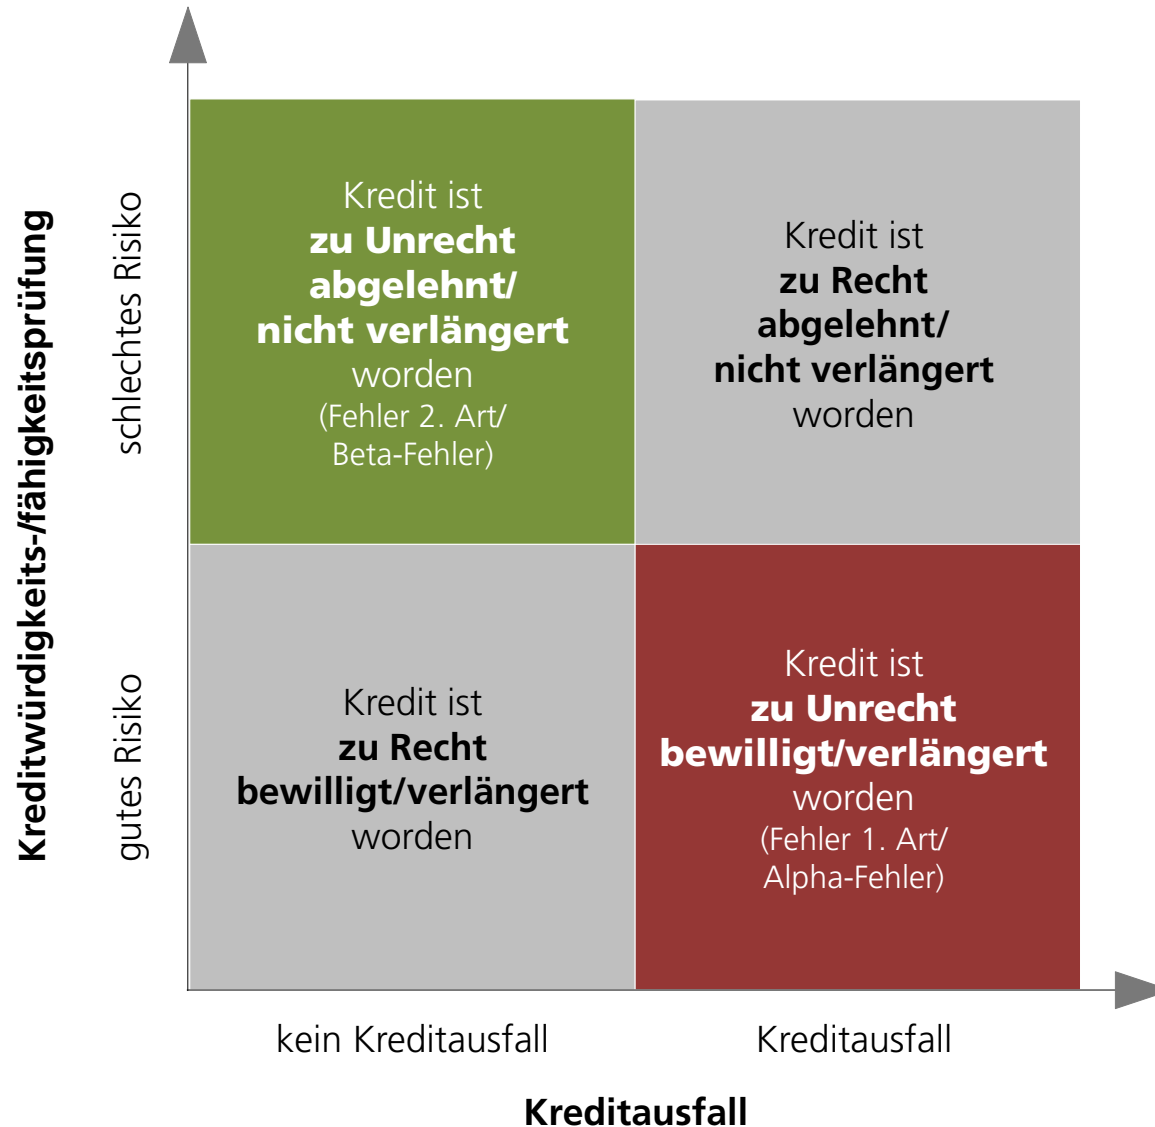 Kreditwürdigkeits-/fähigkeitsprüfung
schlechtes Risiko
gutes Risiko
Kredit ist
zu Unrecht
abgelehnt/
nicht verlängert
worden
(Fehler 2. Art/
Beta-Fehler)
Kredit ist
zu Recht
abgelehnt/
nicht verlängert
worden
Kredit ist
zu Recht
bewilligt/verlängert
worden
Kredit ist
zu Unrecht
bewilligt/verlängert
worden
(Fehler 1. Art/
Alpha-Fehler)
kein Kreditausfall
Kreditausfall
Kreditausfall